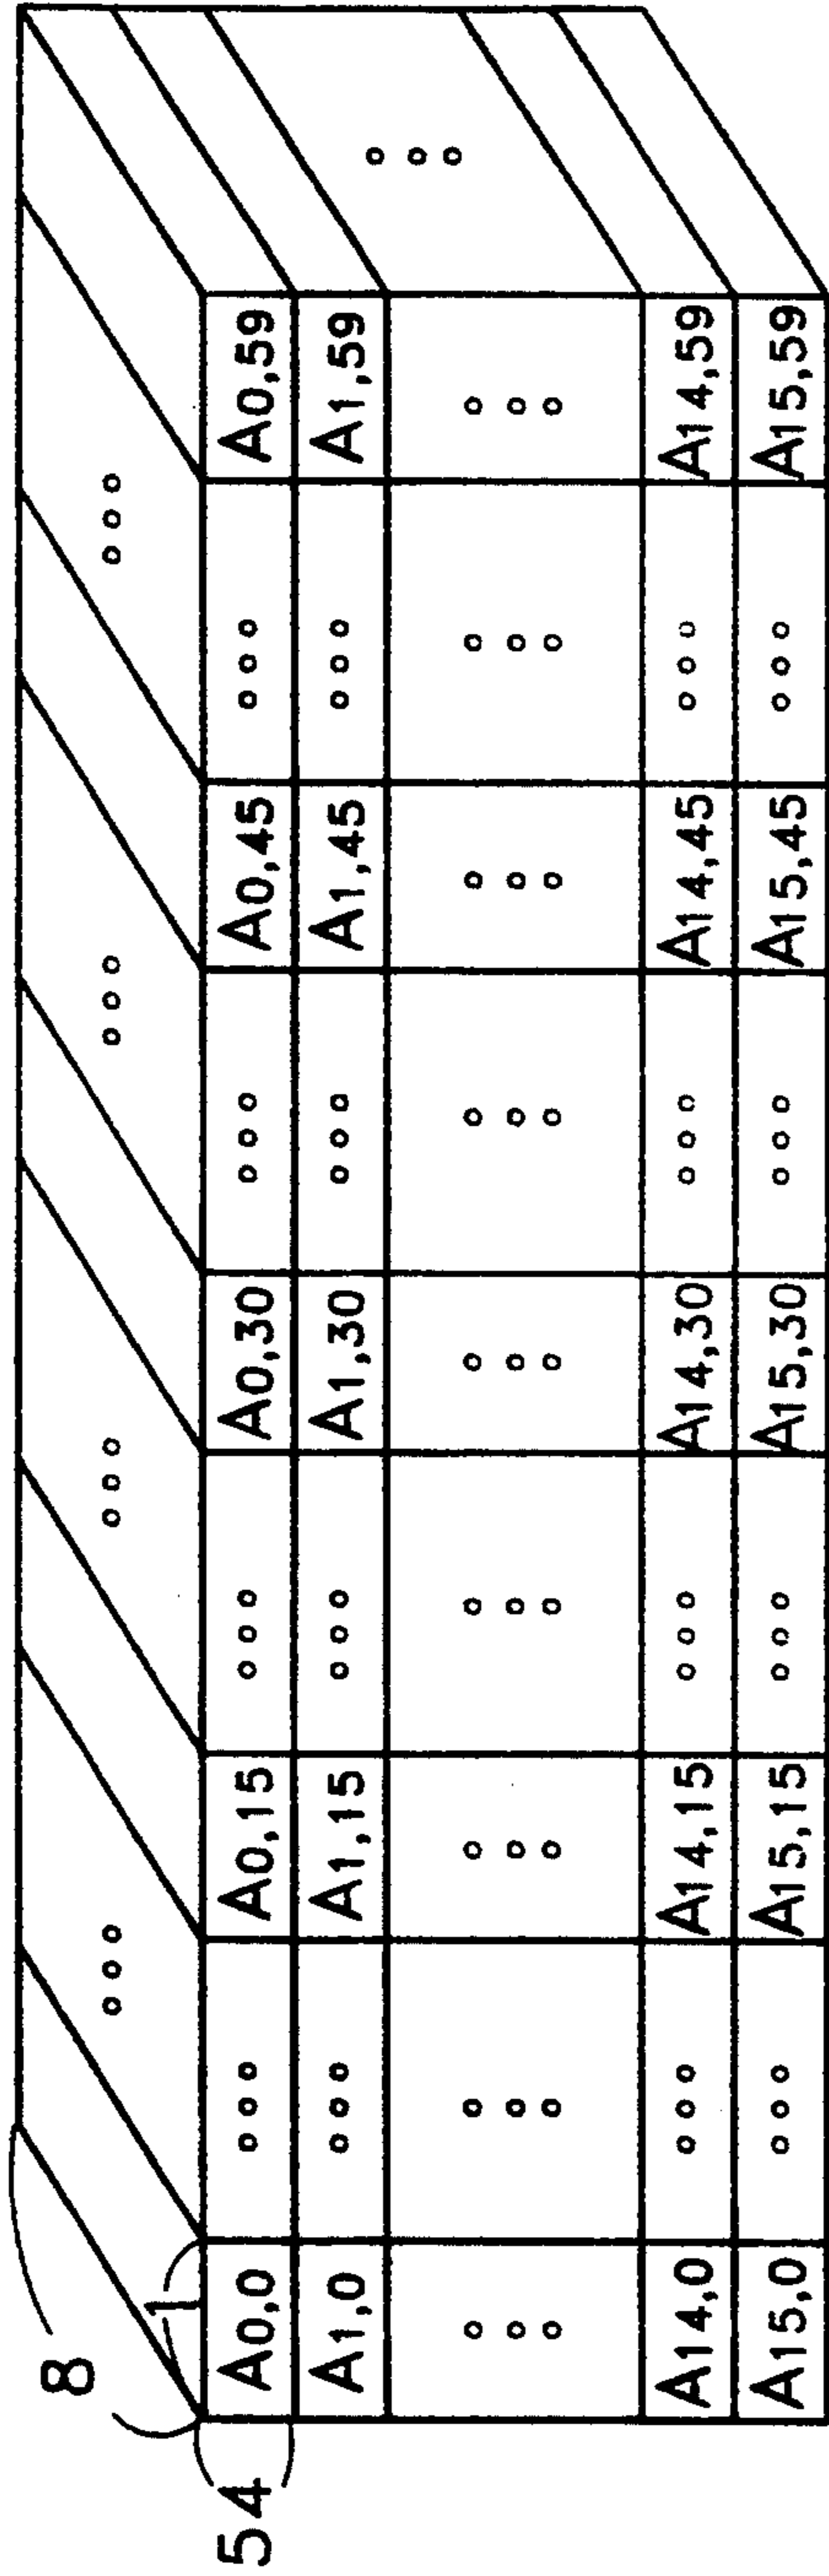 8
1
54
A0,0 ° ° ° A0,15 ° ° ° A0,30 ° ° ° A0,45 ° ° ° A0,59
A1,0 ° ° ° A1,15 ° ° ° A1,30 ° ° ° A1,45 ° ° ° A1,59
A14,0 ° ° ° A14,15 ° ° ° A14,30 ° ° ° A14,45 ° ° ° A14,59
A15,0 ° ° ° A15,15 ° ° ° A15,30 ° ° ° A15,45 ° ° ° A15,59